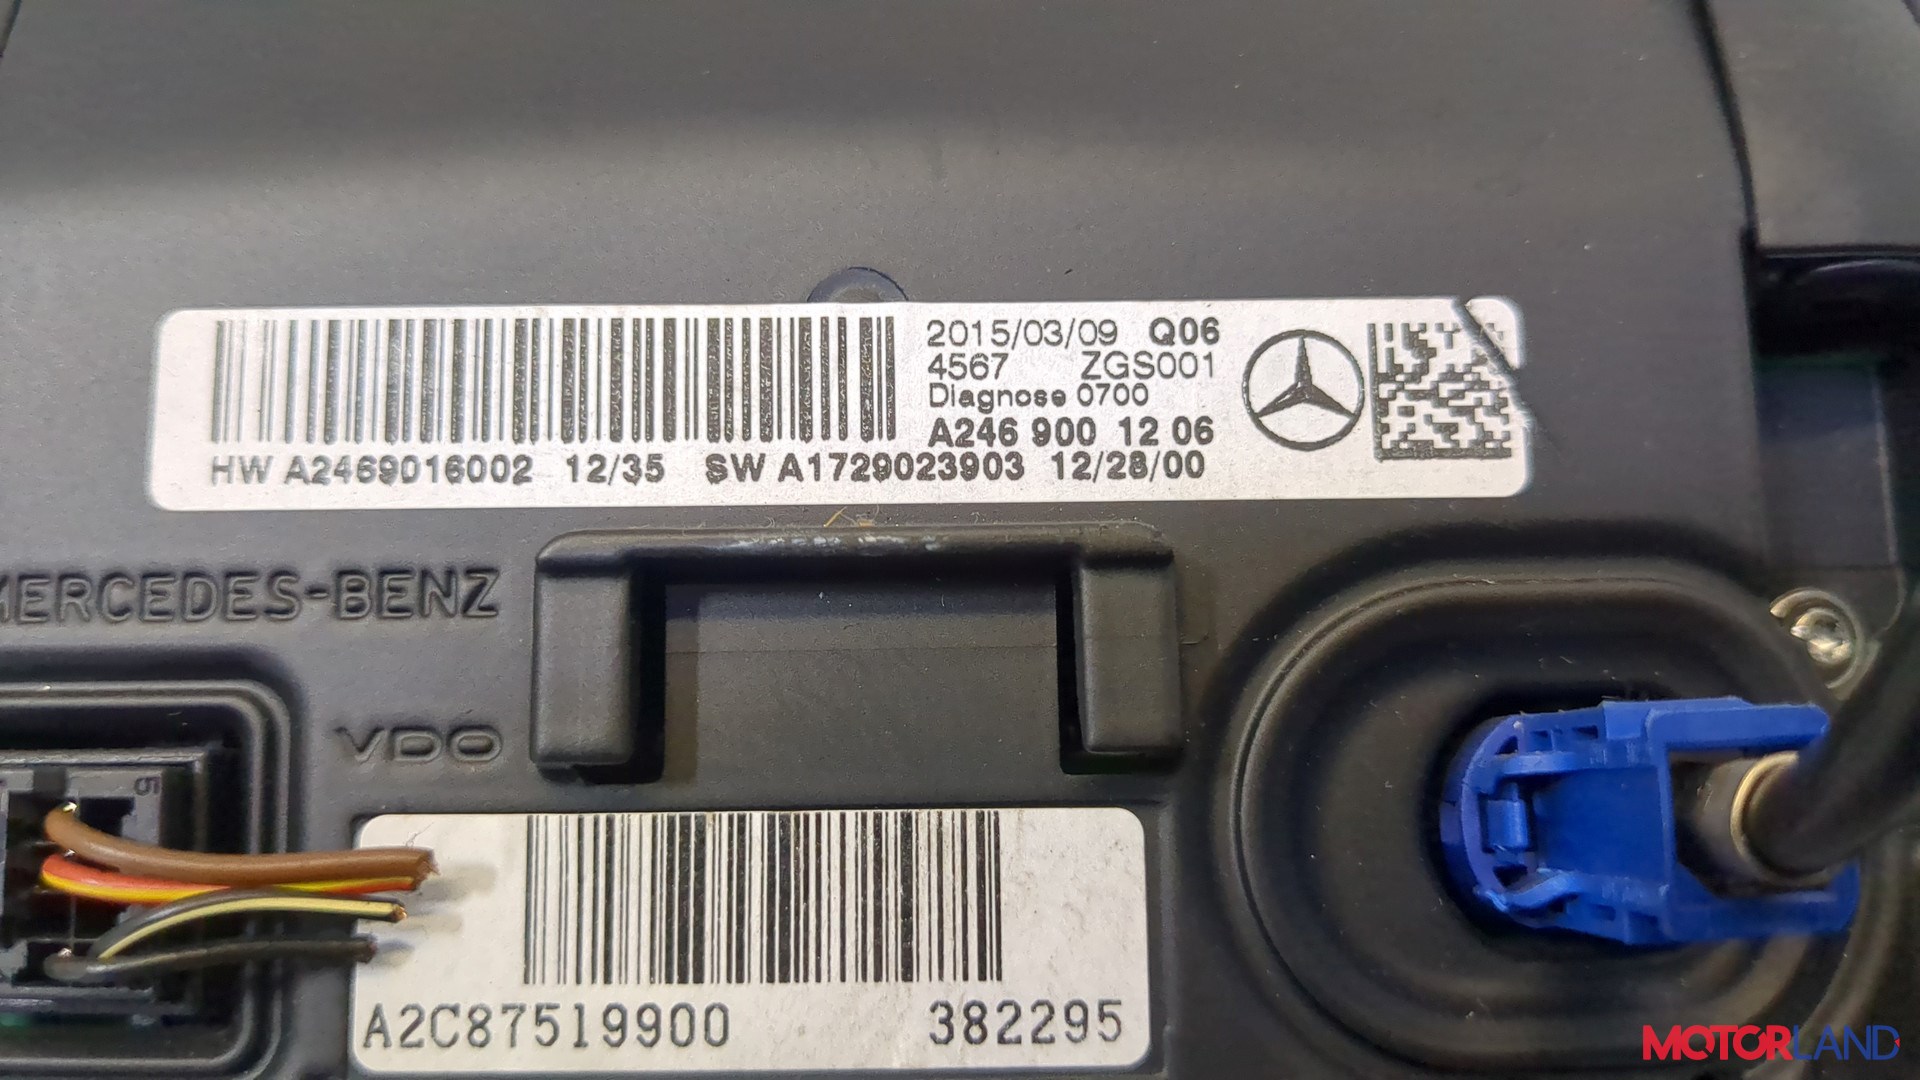 2015/03/09 Q06
4567 ZGS001
Diagnose 0700
A246 900 12 06
HW A2469016002 12/35 SW A1729023903 12/28/00
MERCEDES-BENZ
VDO
5
A2C87519900 382295
MOTORLAND